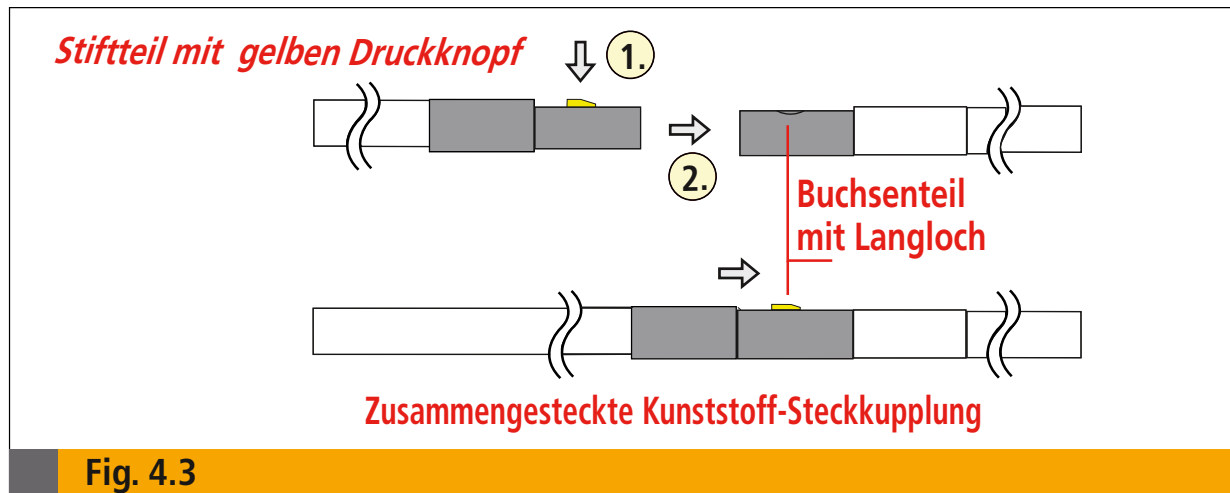 Stiftteil mit gelben Druckknopf
1.
2.
Buchsenteil
mit Langloch
Zusammengesteckte Kunststoff-Steckkupplung
Fig. 4.3